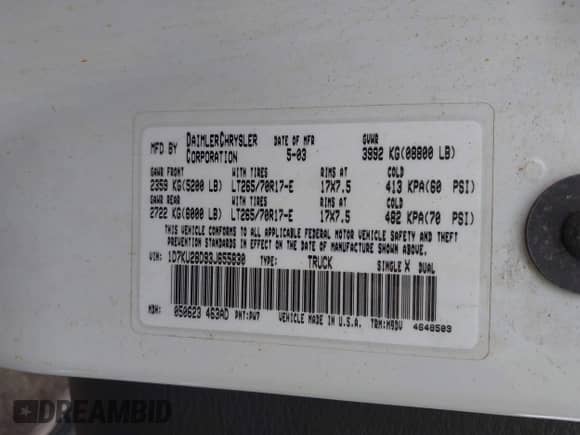 MFD BY DAIMLERCHRYSLER CORPORATION DATE OF MFR 5-03 GVWR 3992 KG(08800 LB)
GAWR FRONT WITH TIRES RIMS AT COLD
2359 KG(5200 LB) LT265/70R17-E 17X7.5 413 KPA(60 PSI)
GAWR REAR WITH TIRES RIMS AT COLD
2722 KG(6000 LB) LT265/70R17-E 17X7.5 482 KPA(70 PSI)
THIS VEHICLE CONFORMS TO ALL APPLICABLE FEDERAL MOTOR VEHICLE SAFETY AND THEFT
PREVENTION STANDARDS IN EFFECT ON THE DATE OF MANUFACTURE SHOWN ABOVE.
VIN: 1D7KU28D93J655830 TYPE: TRUCK SINGLE X DUAL
MDH: 050623 463AD PNT:PW7 VEHICLE MADE IN U.S.A. TRM:M9DV 4648503
DREAMBID